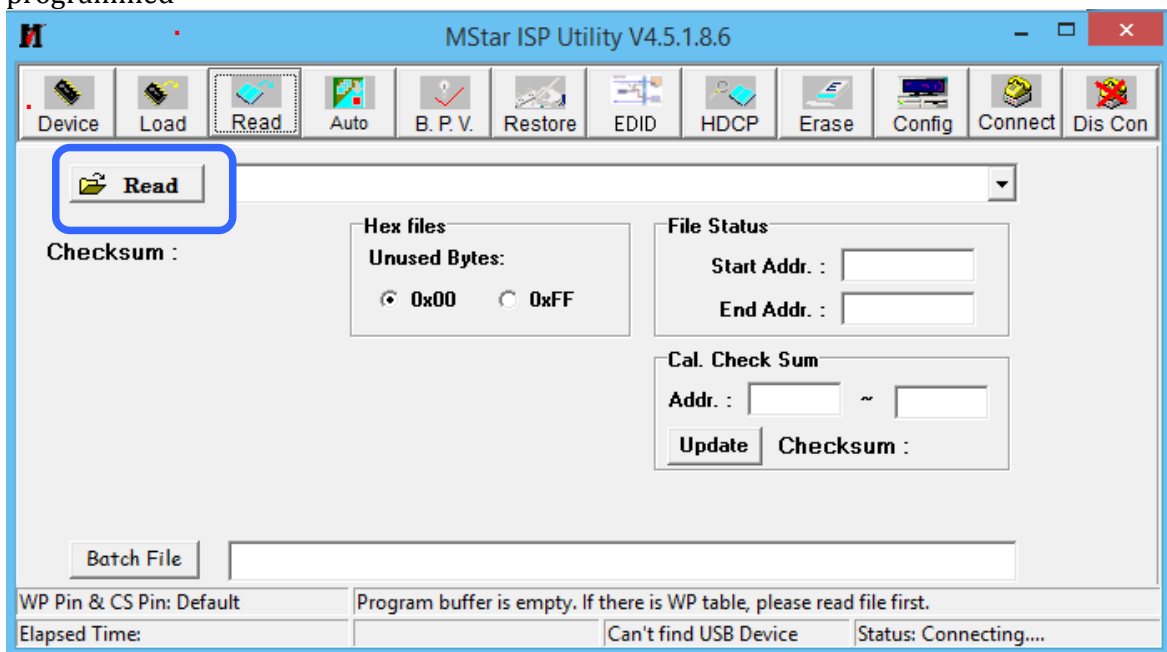 programmed
MStar ISP Utility V4.5.1.8.6
Device Load Read Auto B. P. V. Restore EDID HDCP Erase Config Connect Dis Con
Read
Checksum :
Hex files
Unused Bytes:
0x00 0xFF
File Status
Start Addr. :
End Addr. :
Cal. Check Sum
Addr. : ~
Update Checksum :
Batch File
WP Pin & CS Pin: Default Program buffer is empty. If there is WP table, please read file first.
Elapsed Time: Can't find USB Device Status: Connecting....